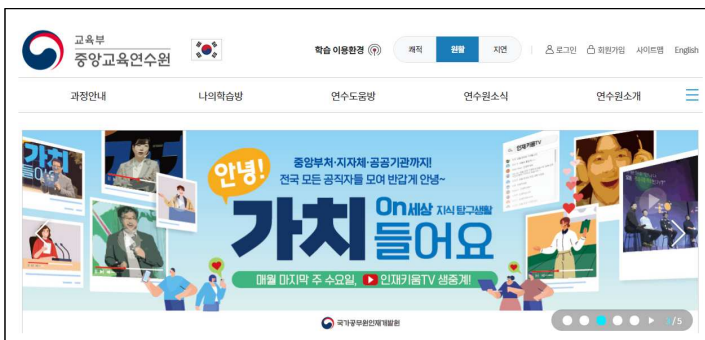 교육부
중앙교육연수원
학습 이용환경
쾌적
원활
지연
로그인
회원가입
사이트맵
English
과정안내
나의학습방
연수도움방
연수원소식
연수원소개
가치
들어요
안녕!
중앙부처·지자체·공공기관까지!
전국 모든 공직자들 모여 반갑게 안녕~
On세상 지식 탐구생활
가치 들어요
매월 마지막 주 수요일, 인재키움TV 생중계!
인재키움TV
국가공무원인재개발원
/5